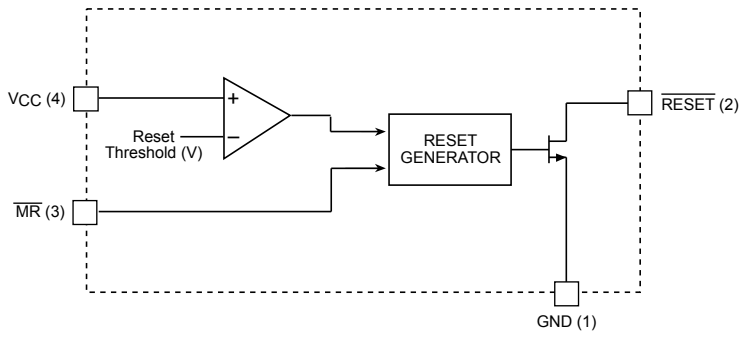 VCC (4)
+
−
Reset
Threshold (V)
RESET
GENERATOR
RESET (2)
MR (3)
GND (1)